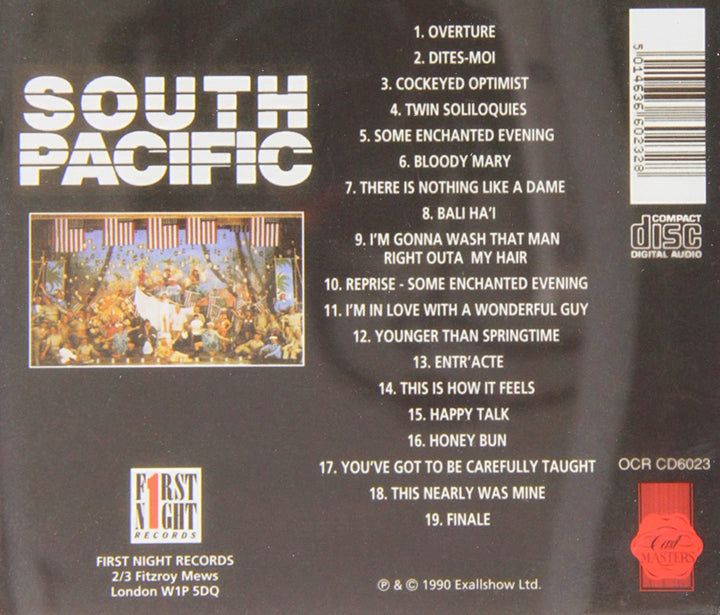 SOUTH
PACIFIC
1. OVERTURE
2. DITES-MOI
3. COCKEYED OPTIMIST
4. TWIN SOLILOQUIES
5. SOME ENCHANTED EVENING
6. BLOODY MARY
7. THERE IS NOTHING LIKE A DAME
8. BALI HA'I
9. I'M GONNA WASH THAT MAN
RIGHT OUTA MY HAIR
10. REPRISE - SOME ENCHANTED EVENING
11. I'M IN LOVE WITH A WONDERFUL GUY
12. YOUNGER THAN SPRINGTIME
13. ENTR'ACTE
14. THIS IS HOW IT FEELS
15. HAPPY TALK
16. HONEY BUN
17. YOU'VE GOT TO BE CAREFULLY TAUGHT
18. THIS NEARLY WAS MINE
19. FINALE
5 014636 602328
COMPACT
disc
DIGITAL AUDIO
OCR CD6023
Cast
MASTERS
F1RST
N1GHT
RECORDS
FIRST NIGHT RECORDS
2/3 Fitzroy Mews
London W1P 5DQ
℗ & © 1990 Exallshow Ltd.